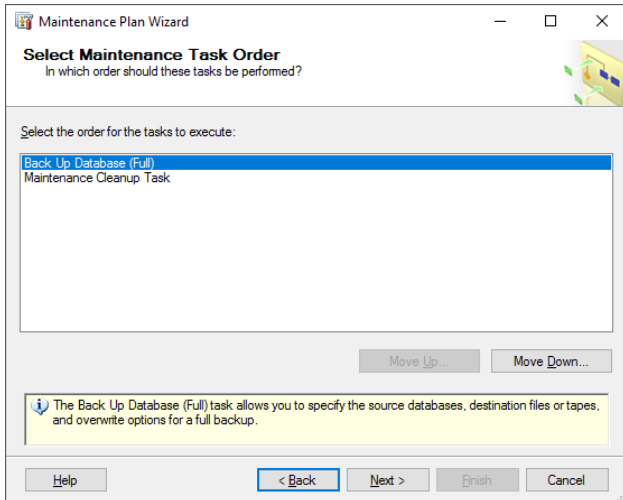 Maintenance Plan Wizard
Select Maintenance Task Order
In which order should these tasks be performed?
Select the order for the tasks to execute:
Back Up Database (Full)
Maintenance Cleanup Task
Move Up... Move Down...
The Back Up Database (Full) task allows you to specify the source databases, destination files or tapes,
and overwrite options for a full backup.
Help < Back Next > Finish Cancel